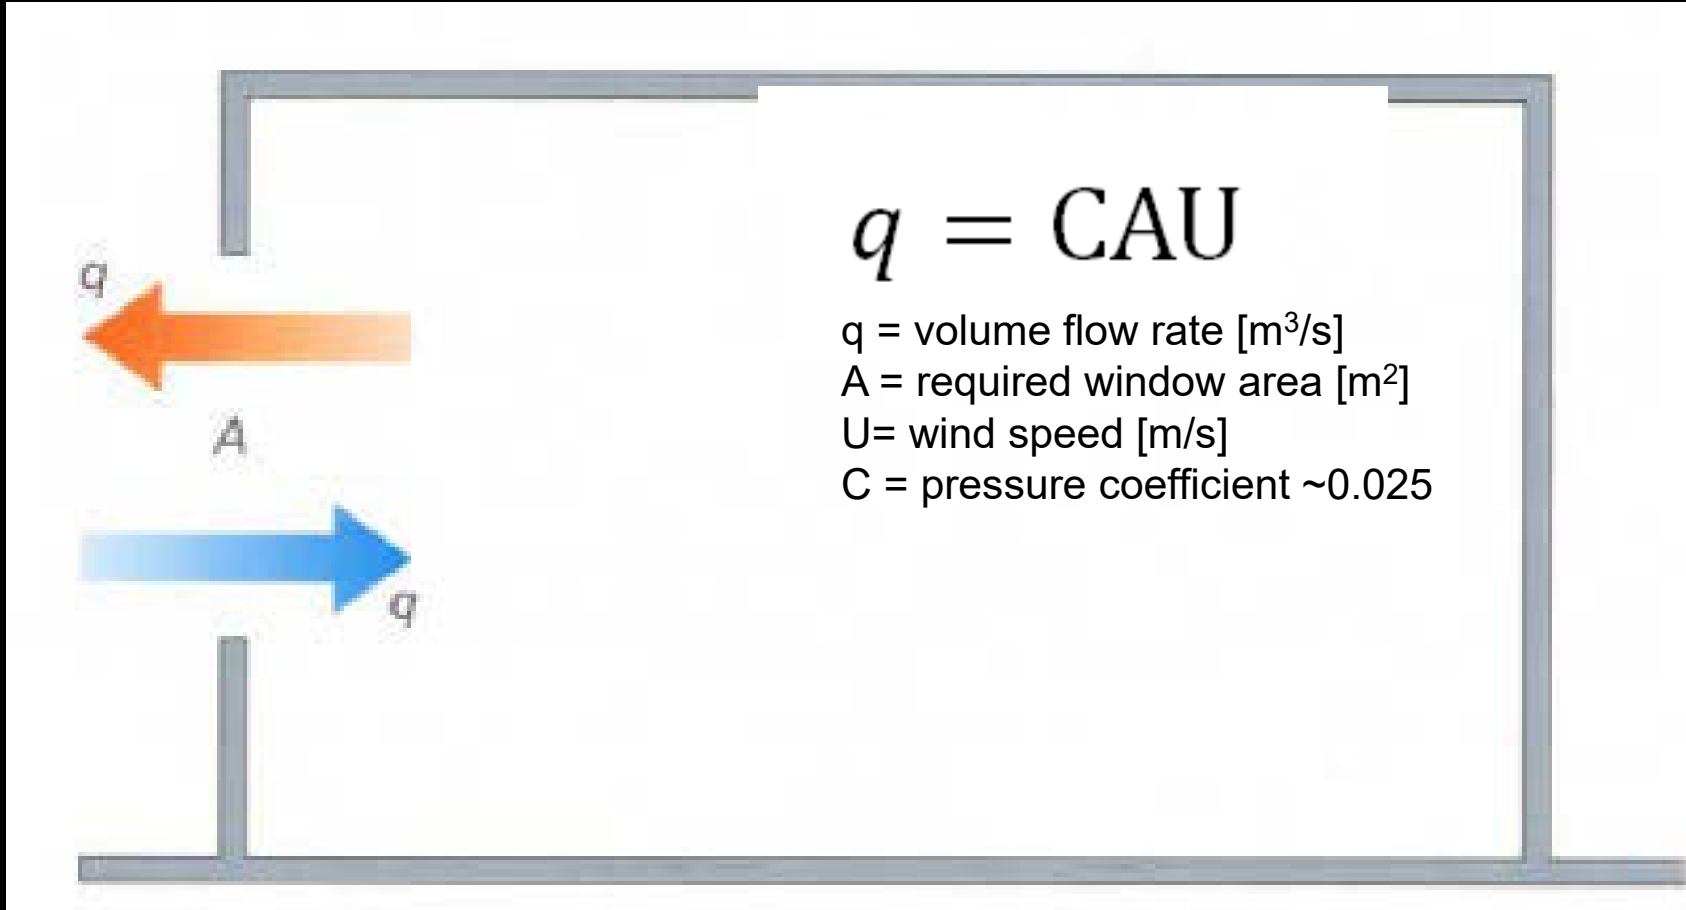 q = CAU
q
q = volume flow rate [m³/s]
A = required window area [m²]
A
U= wind speed [m/s]
C = pressure coefficient ~0.025
q